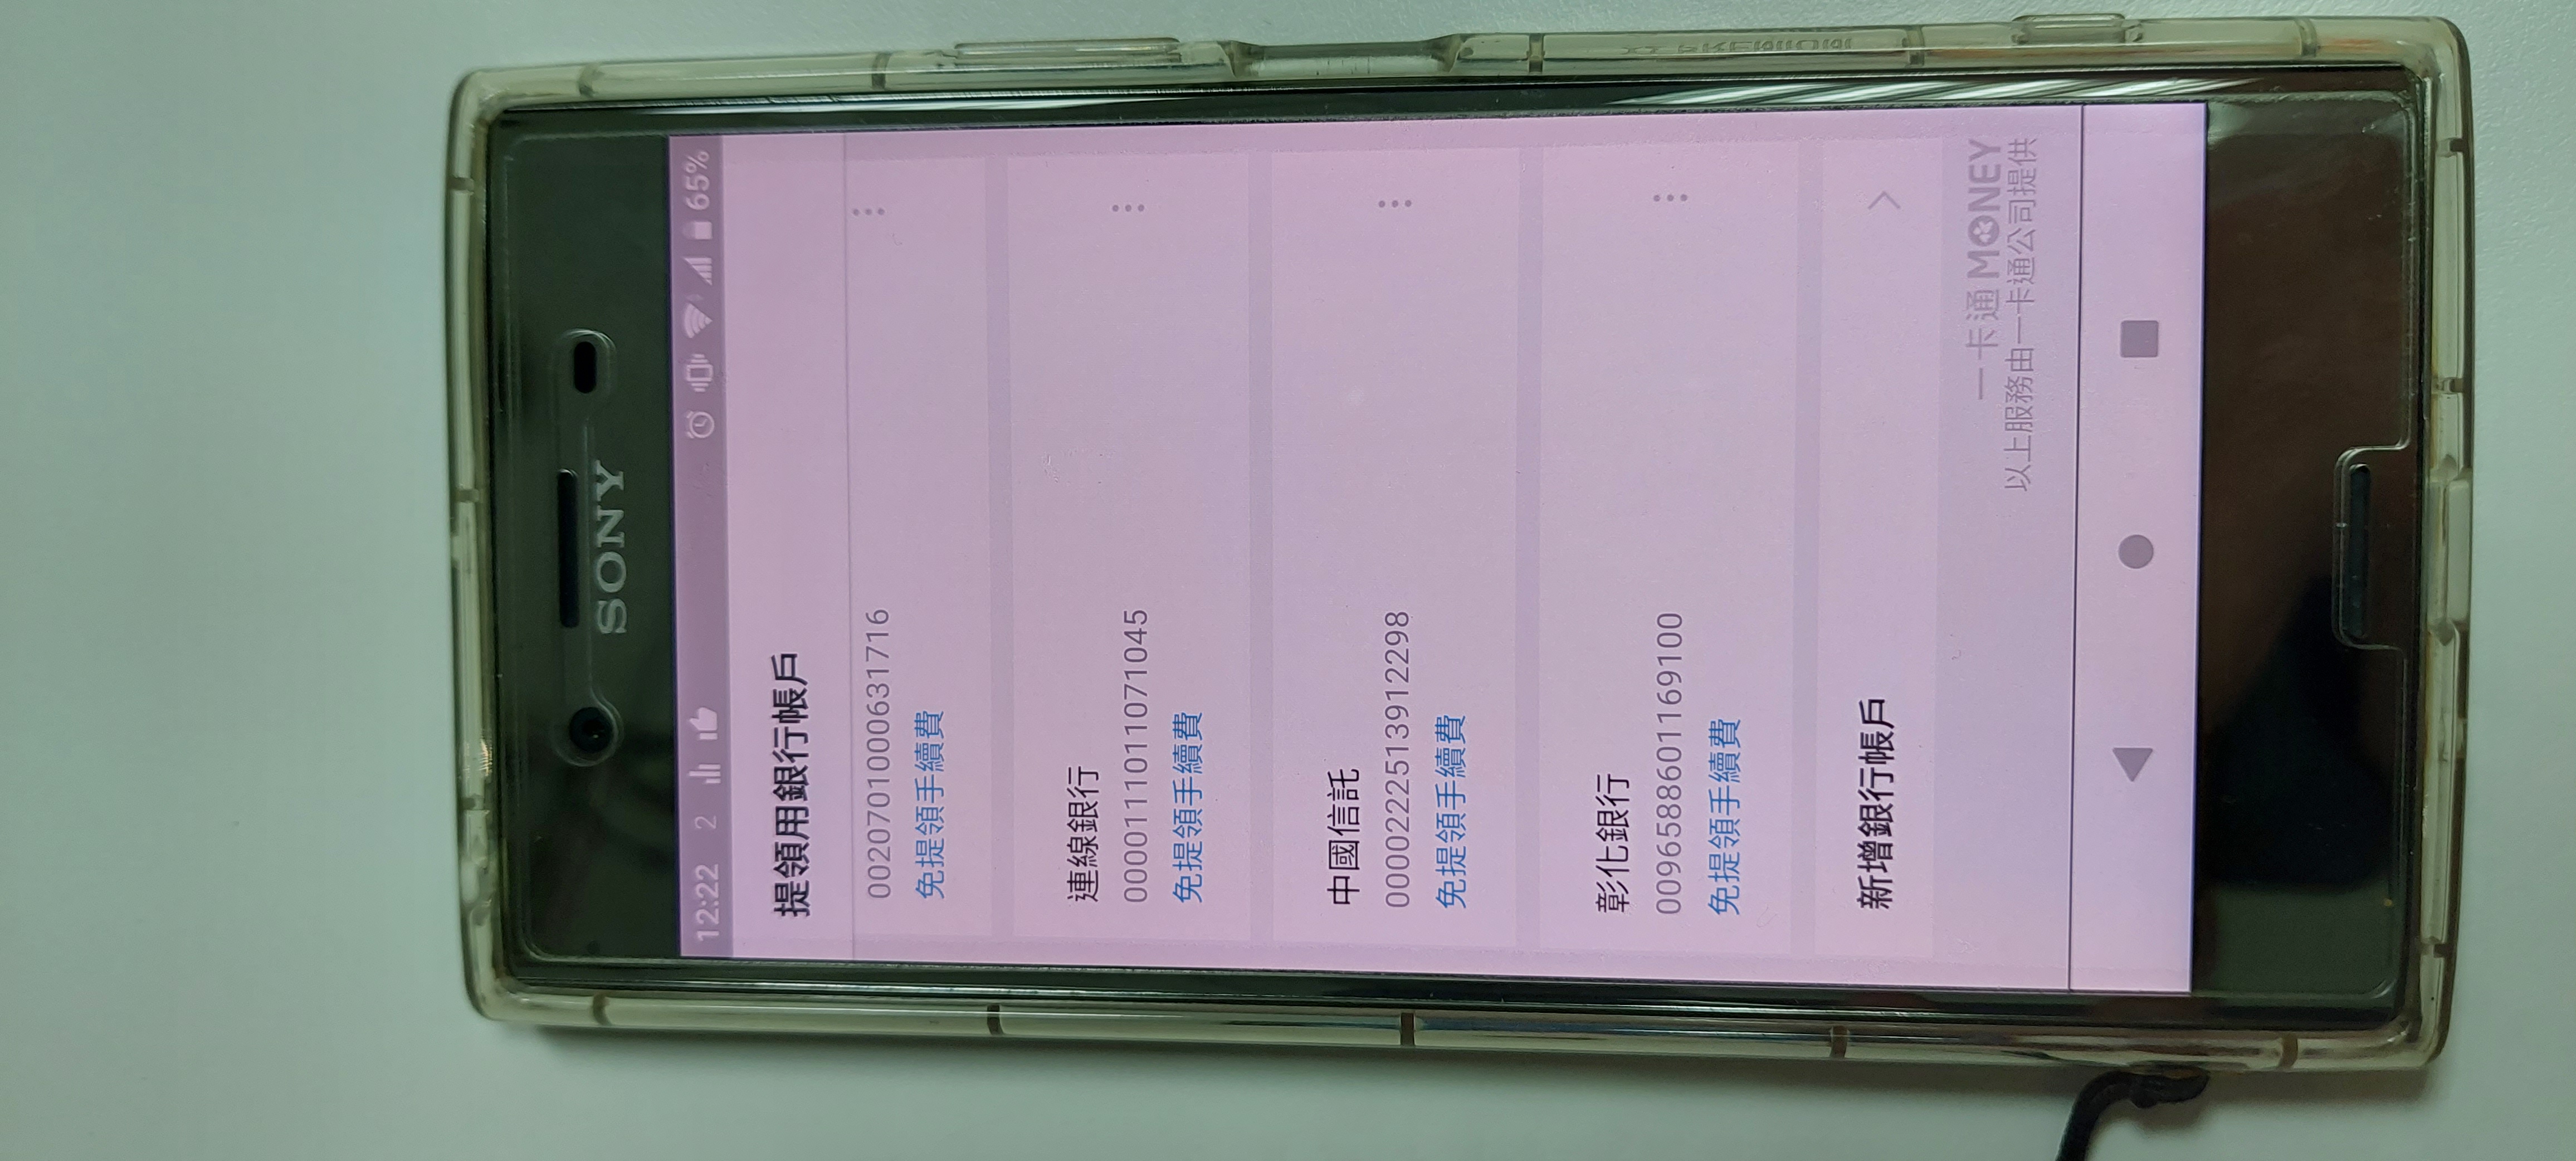 SONY
12:22 2 65%
提領用銀行帳戶
0020701000631716
免提領手續費
連線銀行
0000111011071045
免提領手續費
中國信託
0000222513912298
免提領手續費
彰化銀行
0096588601169100
免提領手續費
新增銀行帳戶
一卡通 MONEY
以上服務由一卡通公司提供